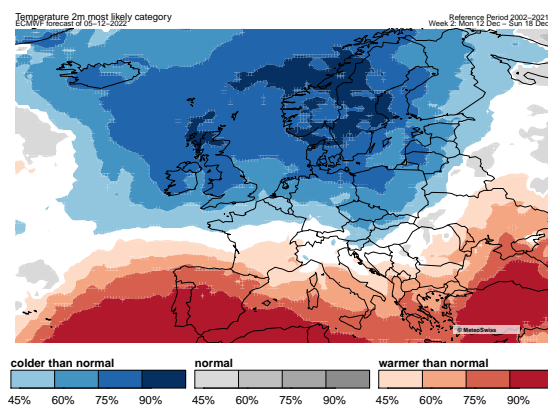 Temperature 2m most likely category
ECMWF forecast of 05-12-2022
Reference Period 2002-2021
Week 2: Mon 12 Dec - Sun 18 Dec
© MeteoSwiss
colder than normal normal warmer than normal
45% 60% 75% 90% 45% 60% 75% 90% 45% 60% 75% 90%